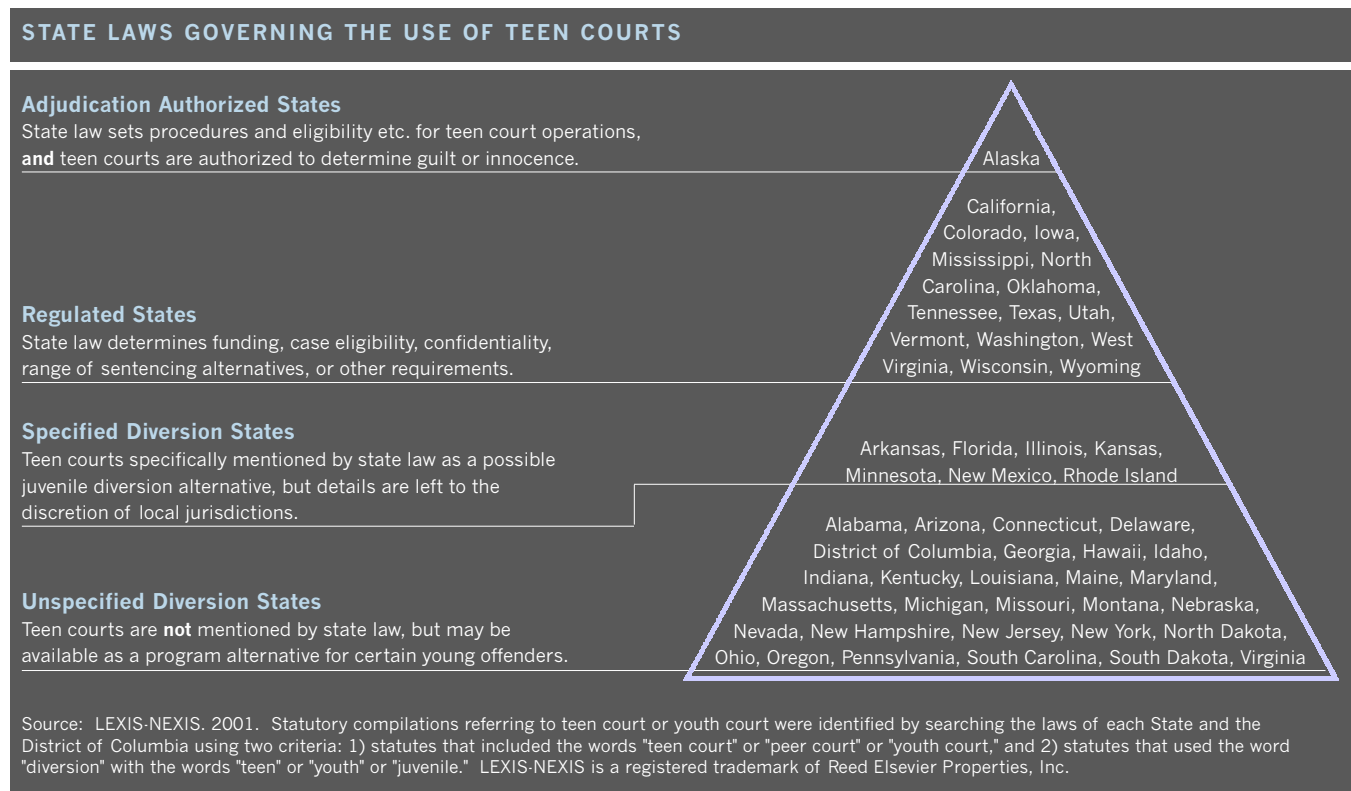 STATE LAWS GOVERNING THE USE OF TEEN COURTS
Adjudication Authorized States
State law sets procedures and eligibility etc. for teen court operations,
and teen courts are authorized to determine guilt or innocence.
Alaska
Regulated States
State law determines funding, case eligibility, confidentiality,
range of sentencing alternatives, or other requirements.
California,
Colorado, Iowa,
Mississippi, North
Carolina, Oklahoma,
Tennessee, Texas, Utah,
Vermont, Washington, West
Virginia, Wisconsin, Wyoming
Specified Diversion States
Teen courts specifically mentioned by state law as a possible
juvenile diversion alternative, but details are left to the
discretion of local jurisdictions.
Arkansas, Florida, Illinois, Kansas,
Minnesota, New Mexico, Rhode Island
Unspecified Diversion States
Teen courts are not mentioned by state law, but may be
available as a program alternative for certain young offenders.
Alabama, Arizona, Connecticut, Delaware,
District of Columbia, Georgia, Hawaii, Idaho,
Indiana, Kentucky, Louisiana, Maine, Maryland,
Massachusetts, Michigan, Missouri, Montana, Nebraska,
Nevada, New Hampshire, New Jersey, New York, North Dakota,
Ohio, Oregon, Pennsylvania, South Carolina, South Dakota, Virginia
Source: LEXIS-NEXIS. 2001. Statutory compilations referring to teen court or youth court were identified by searching the laws of each State and the
District of Columbia using two criteria: 1) statutes that included the words "teen court" or "peer court" or "youth court," and 2) statutes that used the word
"diversion" with the words "teen" or "youth" or "juvenile." LEXIS-NEXIS is a registered trademark of Reed Elsevier Properties, Inc.